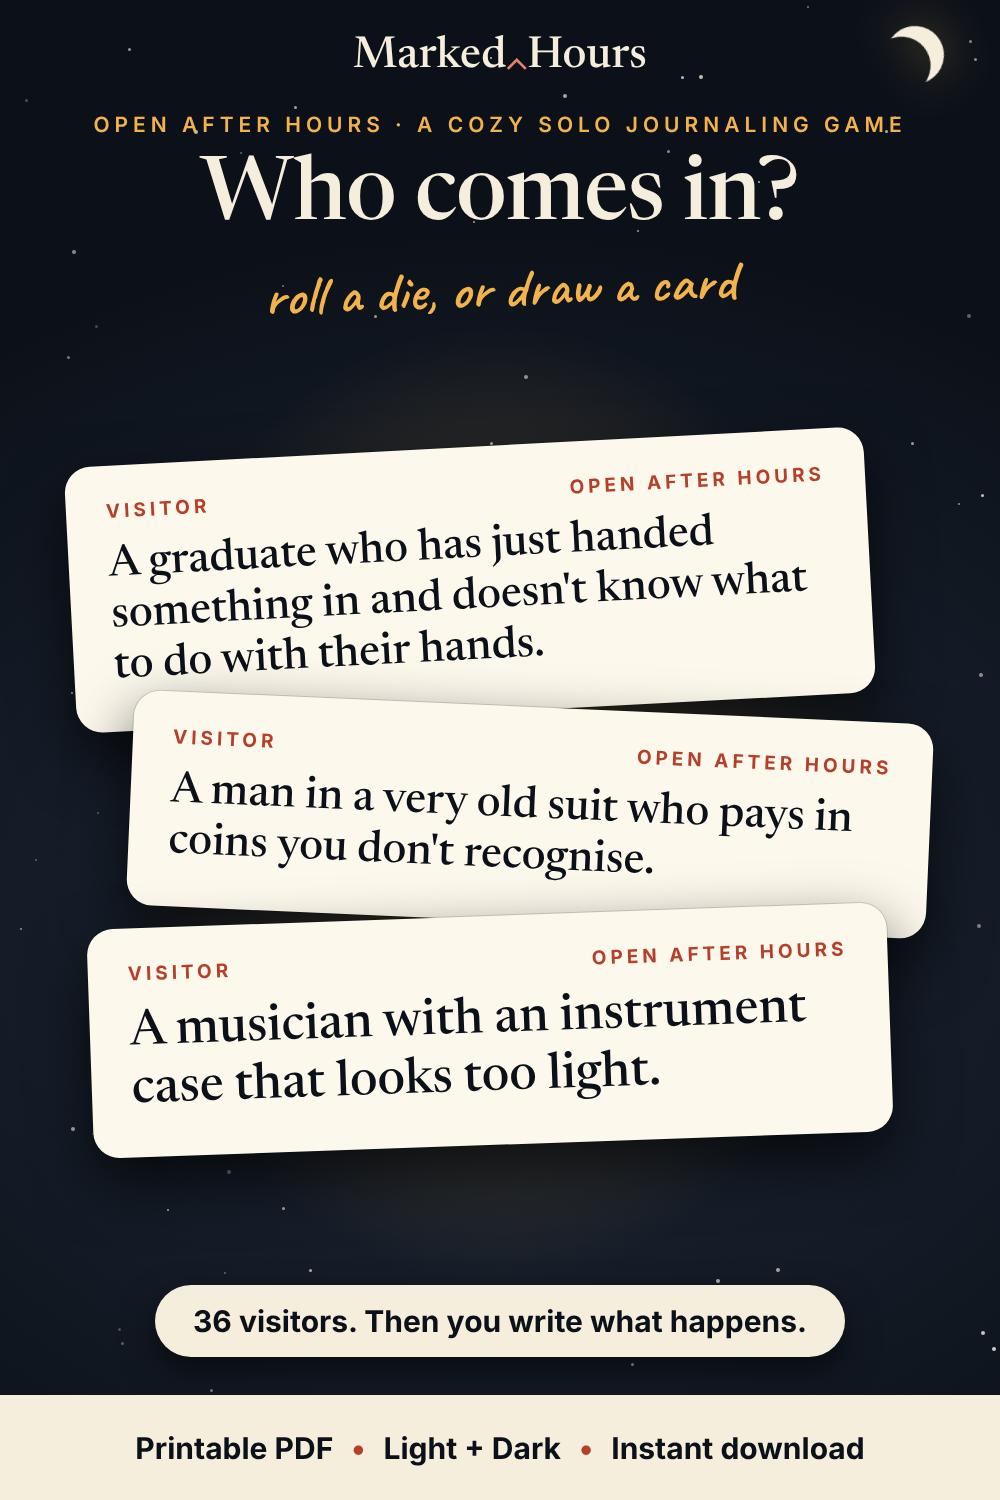 Marked‸Hours
OPEN AFTER HOURS · A COZY SOLO JOURNALING GAME
Who comes in?
roll a die, or draw a card
VISITOR
OPEN AFTER HOURS
A graduate who has just handed
something in and doesn't know what
to do with their hands.
VISITOR
OPEN AFTER HOURS
A man in a very old suit who pays in
coins you don't recognise.
VISITOR
OPEN AFTER HOURS
A musician with an instrument
case that looks too light.
36 visitors. Then you write what happens.
Printable PDF • Light + Dark • Instant download